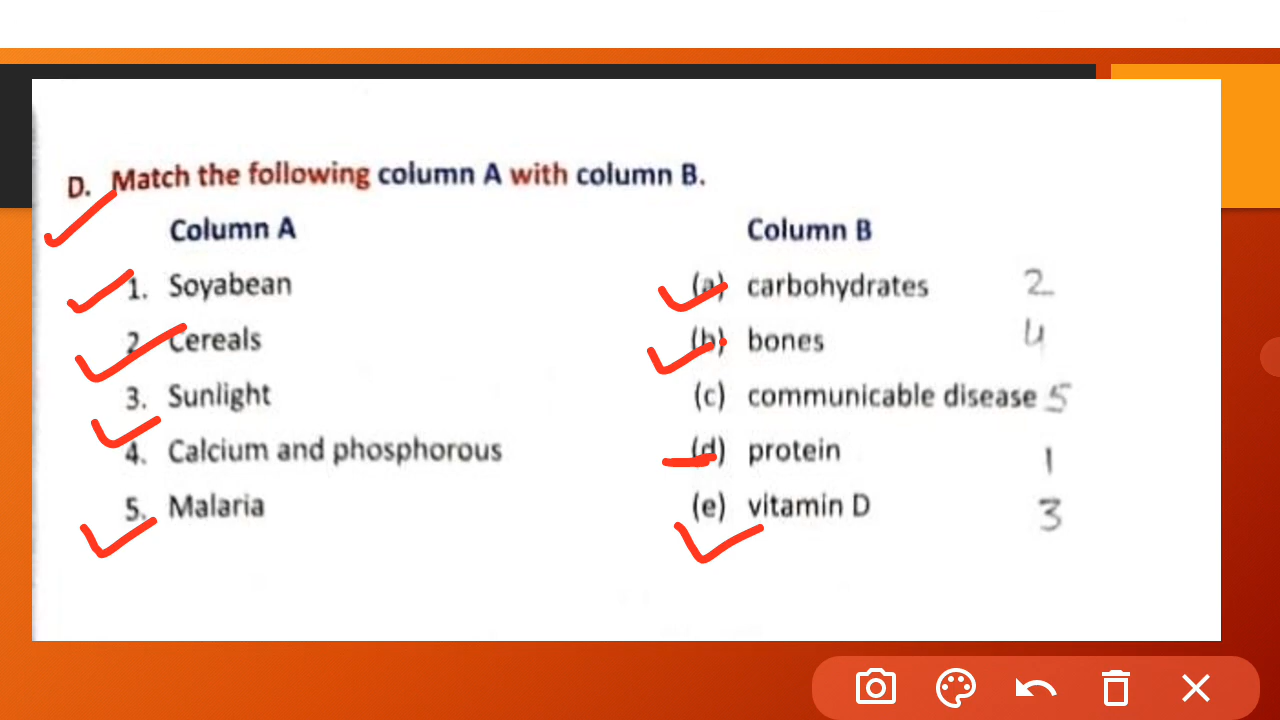 D. Match the following column A with column B.
Column A Column B
1. Soyabean (a) carbohydrates 2
2. Cereals (b) bones 4
3. Sunlight (c) communicable disease 5
4. Calcium and phosphorous (d) protein 1
5. Malaria (e) vitamin D 3